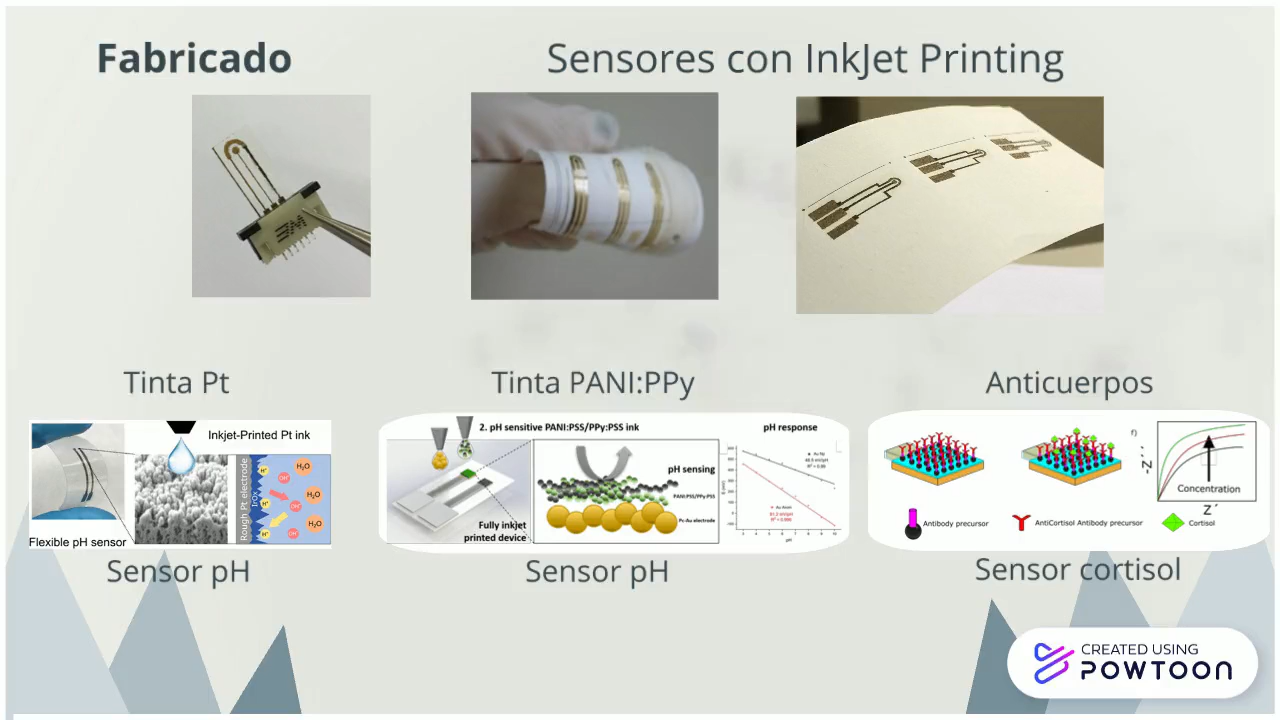 Fabricado
Sensores con InkJet Printing
Tinta Pt
Tinta PANI:PPy
Anticuerpos
Inkjet-Printed Pt ink
Rough Pt electrode
H⁺
H₂O
OH⁻
Flexible pH sensor
2. pH sensitive PANI:PSS/PPy:PSS ink
pH response
pH sensing
PANI:PSS/PPy-PSS
Pc-Au electrode
Fully inkjet
printed device
pH
Concentration
Z´
Antibody precursor
AntiCortisol Antibody precursor
Cortisol
Sensor pH
Sensor pH
Sensor cortisol
CREATED USING
POWTOON